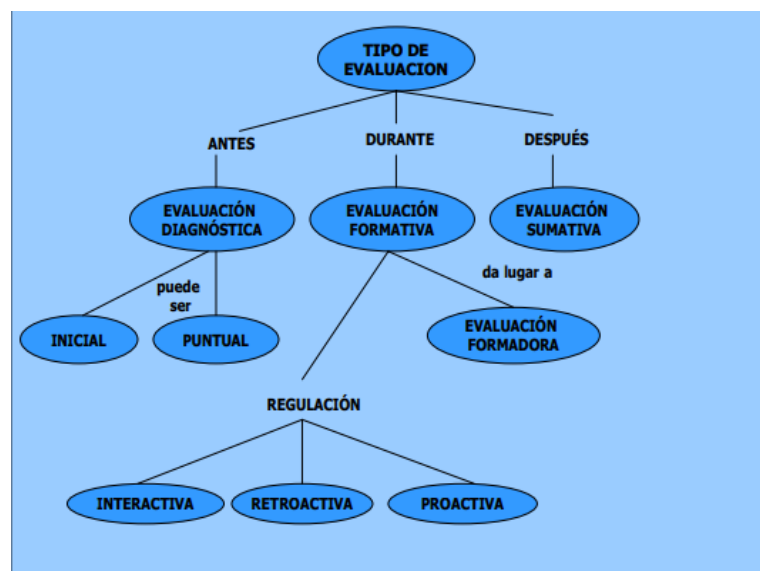 TIPO DE
EVALUACION
ANTES
DURANTE
DESPUÉS
EVALUACIÓN
DIAGNÓSTICA
EVALUACIÓN
FORMATIVA
EVALUACIÓN
SUMATIVA
puede
ser
da lugar a
INICIAL
PUNTUAL
EVALUACIÓN
FORMADORA
REGULACIÓN
INTERACTIVA
RETROACTIVA
PROACTIVA